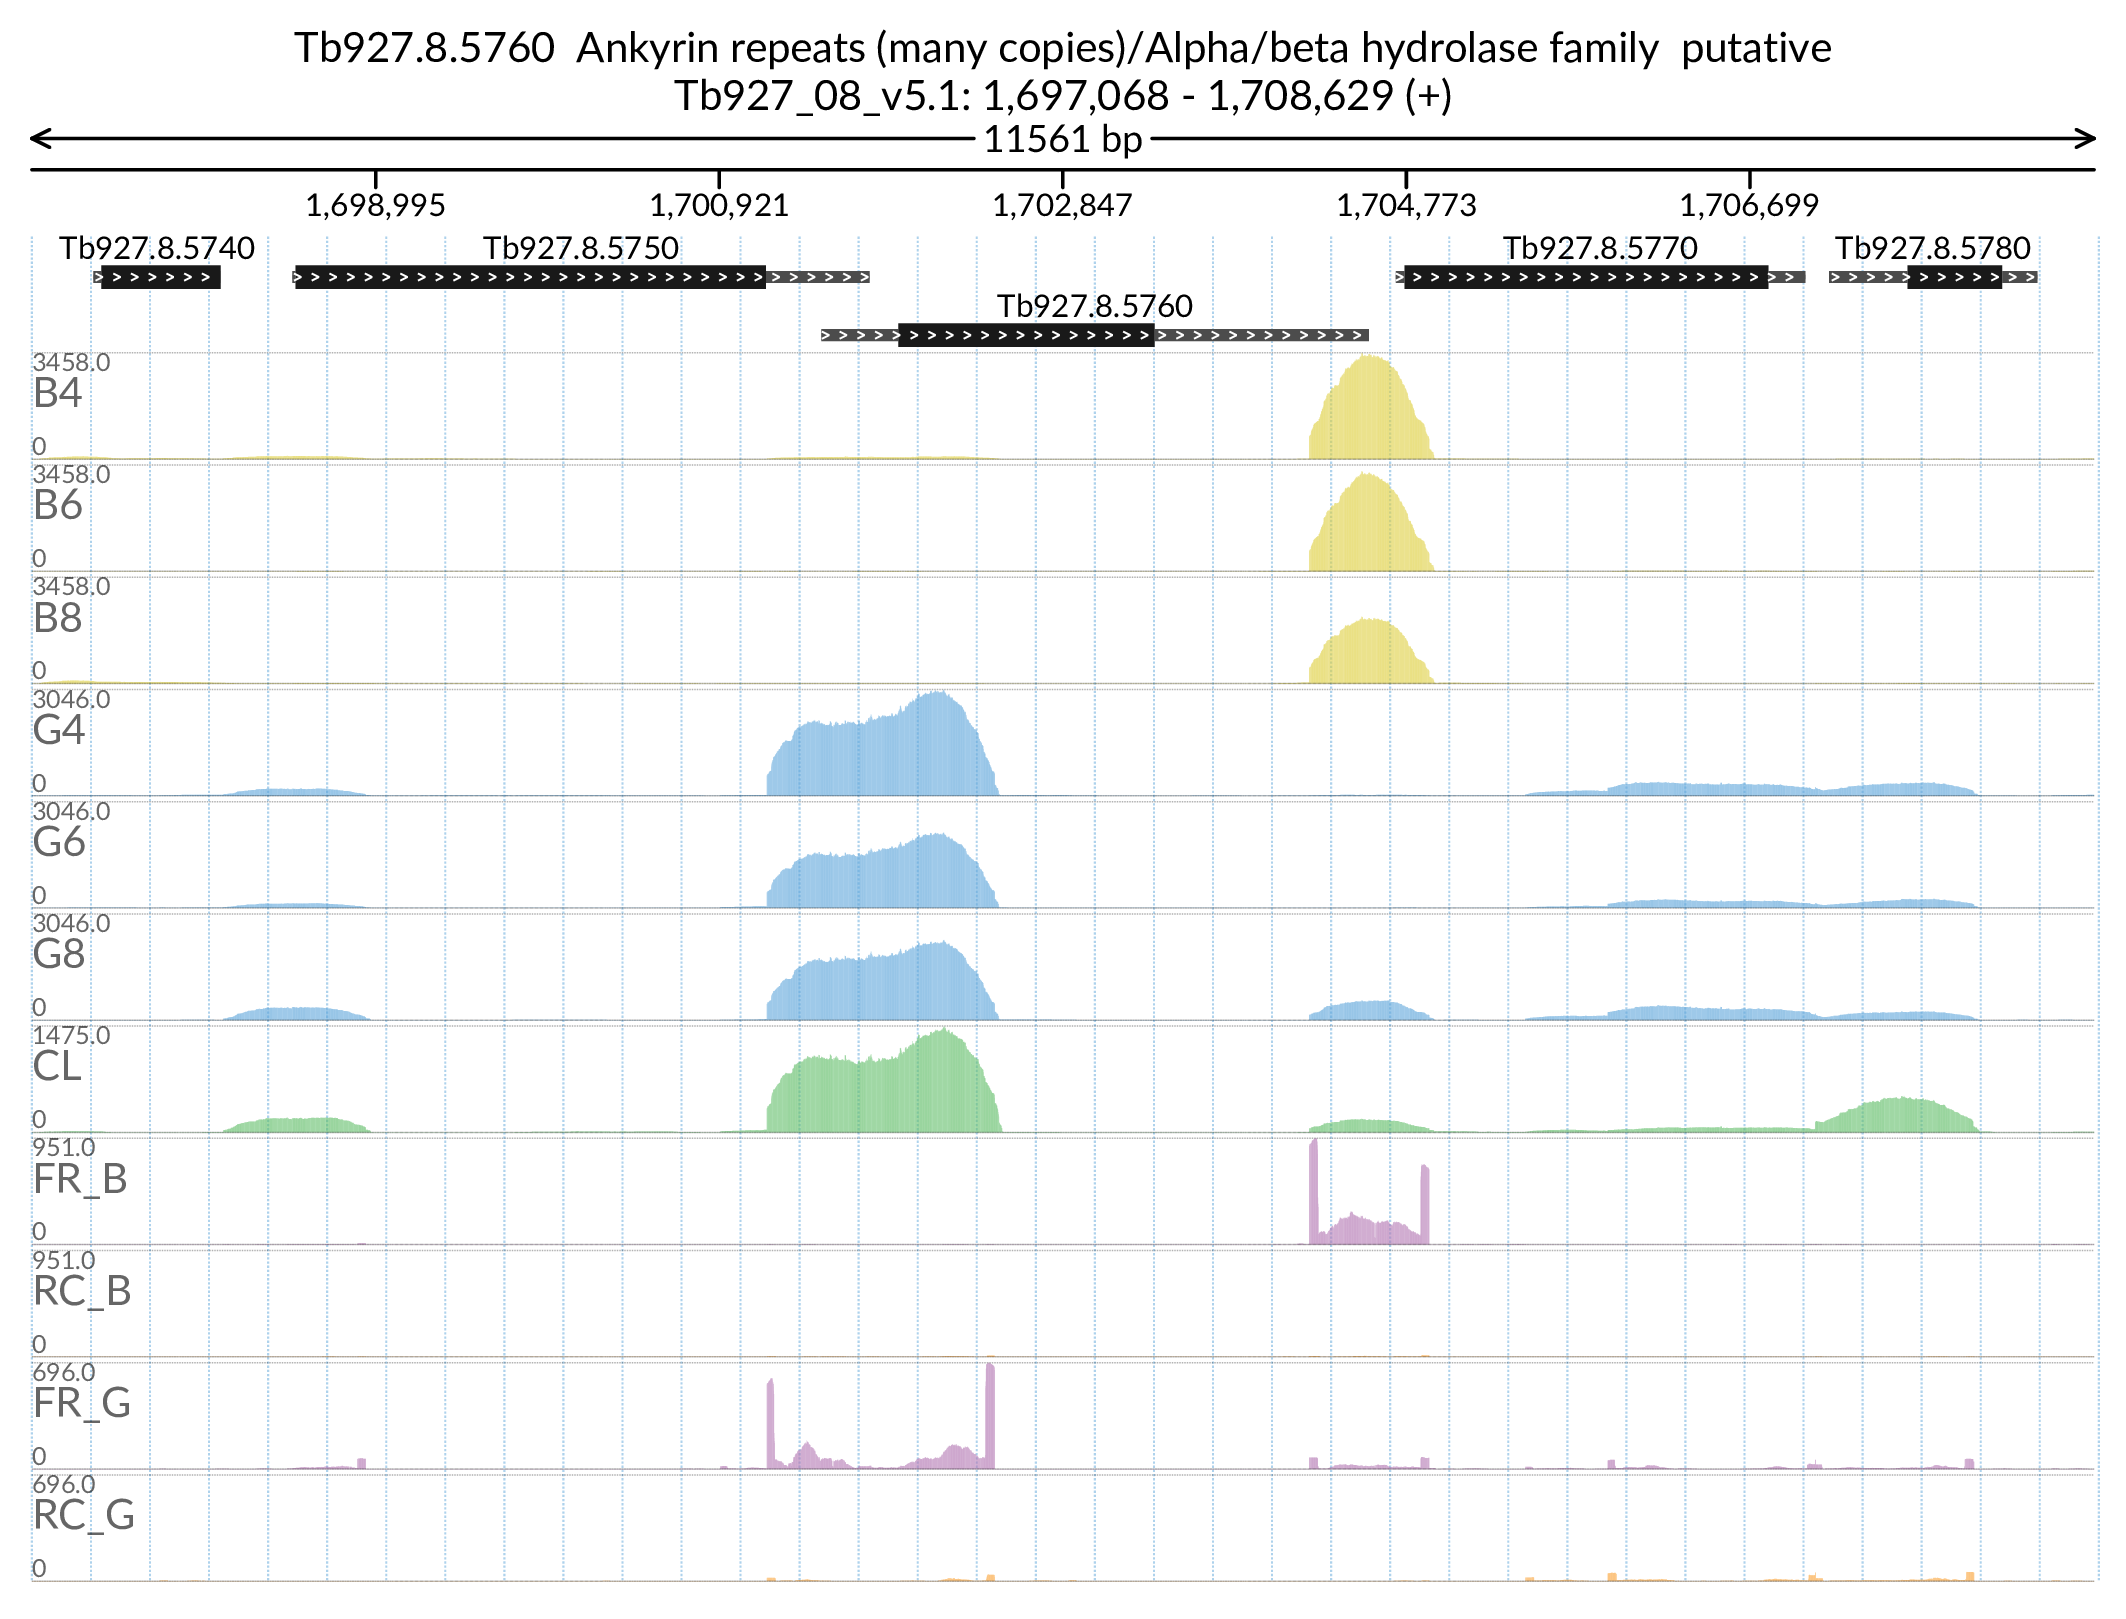 Tb927.8.5760  Ankyrin repeats (many copies)/Alpha/beta hydrolase family  putative
Tb927_08_v5.1: 1,697,068 - 1,708,629 (+)
11561 bp
1,698,995 1,700,921 1,702,847 1,704,773 1,706,699
Tb927.8.5740 Tb927.8.5750 Tb927.8.5770 Tb927.8.5780
Tb927.8.5760
3458.0
B4
0
3458.0
B6
0
3458.0
B8
0
3046.0
G4
0
3046.0
G6
0
3046.0
G8
0
1475.0
CL
0
951.0
FR_B
0
951.0
RC_B
0
696.0
FR_G
0
696.0
RC_G
0